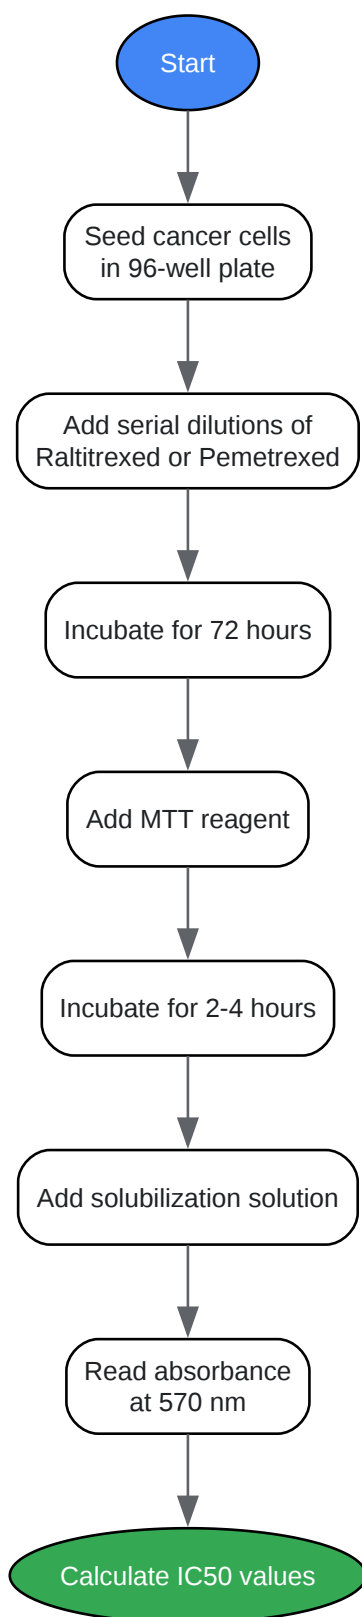 Start
Seed cancer cells
in 96-well plate
Add serial dilutions of
Raltitrexed or Pemetrexed
Incubate for 72 hours
Add MTT reagent
Incubate for 2-4 hours
Add solubilization solution
Read absorbance
at 570 nm
Calculate IC50 values